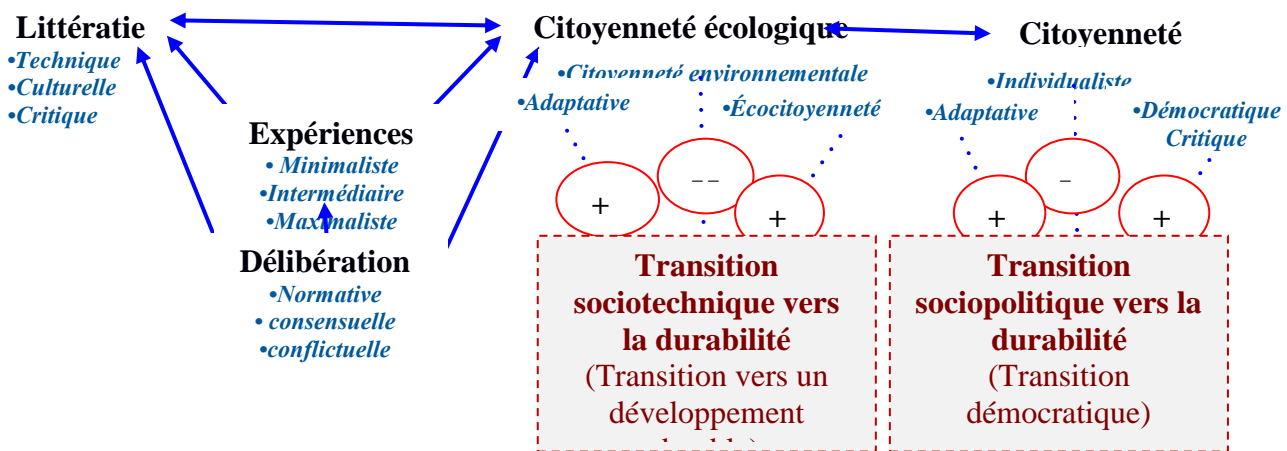 Littératie
•Technique
•Culturelle
•Critique
Expériences
• Minimaliste
•Intermédiaire
•Maximaliste
Délibération
•Normative
• consensuelle
•conflictuelle
Citoyenneté écologique
•Citoyenneté environnementale
•Adaptative
•Écocitoyenneté
+
--
+
Transition
sociotechnique vers
la durabilité
(Transition vers un
développement
Citoyenneté
•Individualiste
•Adaptative
•Démocratique
Critique
+
-
+
Transition
sociopolitique vers la
durabilité
(Transition
démocratique)